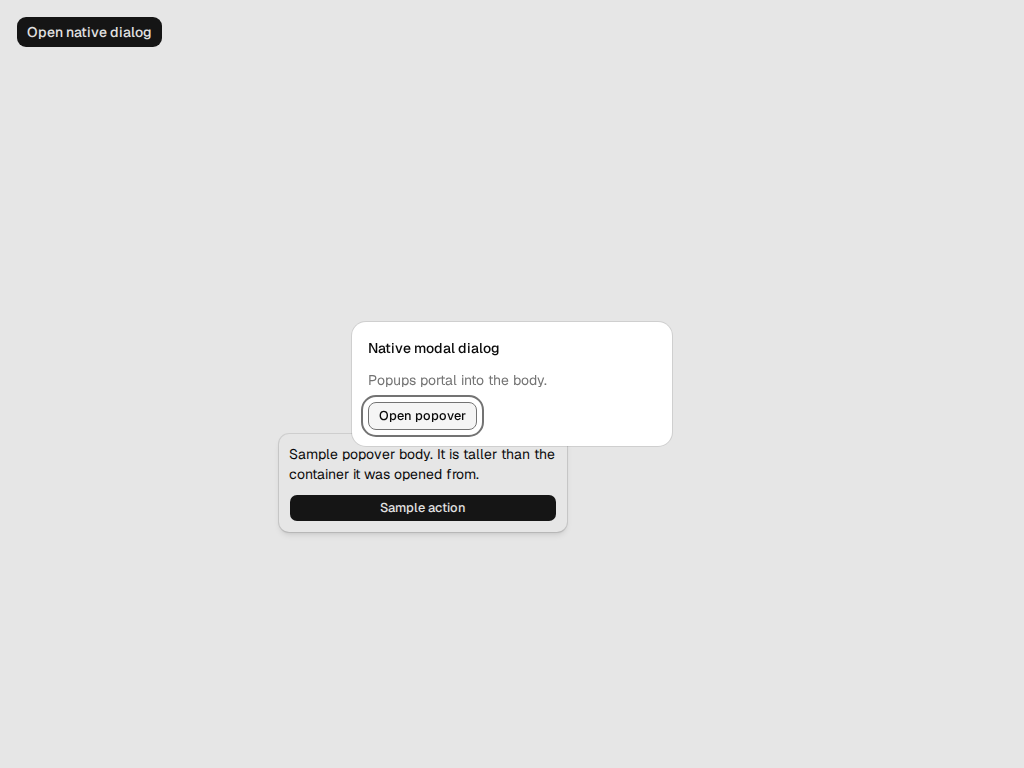 Open native dialog
Native modal dialog
Popups portal into the body.
Open popover
Sample popover body. It is taller than the
container it was opened from.
Sample action